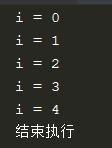 i = 0
i = 1
i = 2
i = 3
i = 4
结束执行